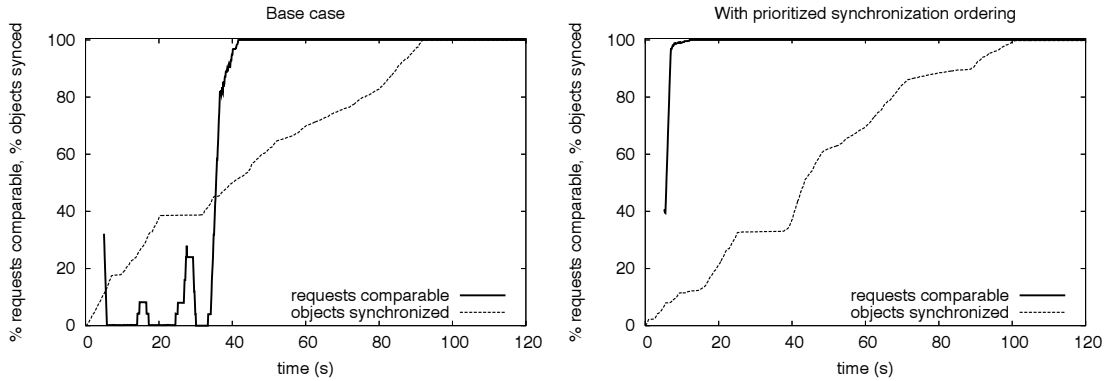 Base case
% requests comparable, % objects synced
100
80
60
40
20
0
requests comparable
objects synchronized
0 20 40 60 80 100 120
time (s)
With prioritized synchronization ordering
% requests comparable, % objects synced
100
80
60
40
20
0
requests comparable
objects synchronized
0 20 40 60 80 100 120
time (s)